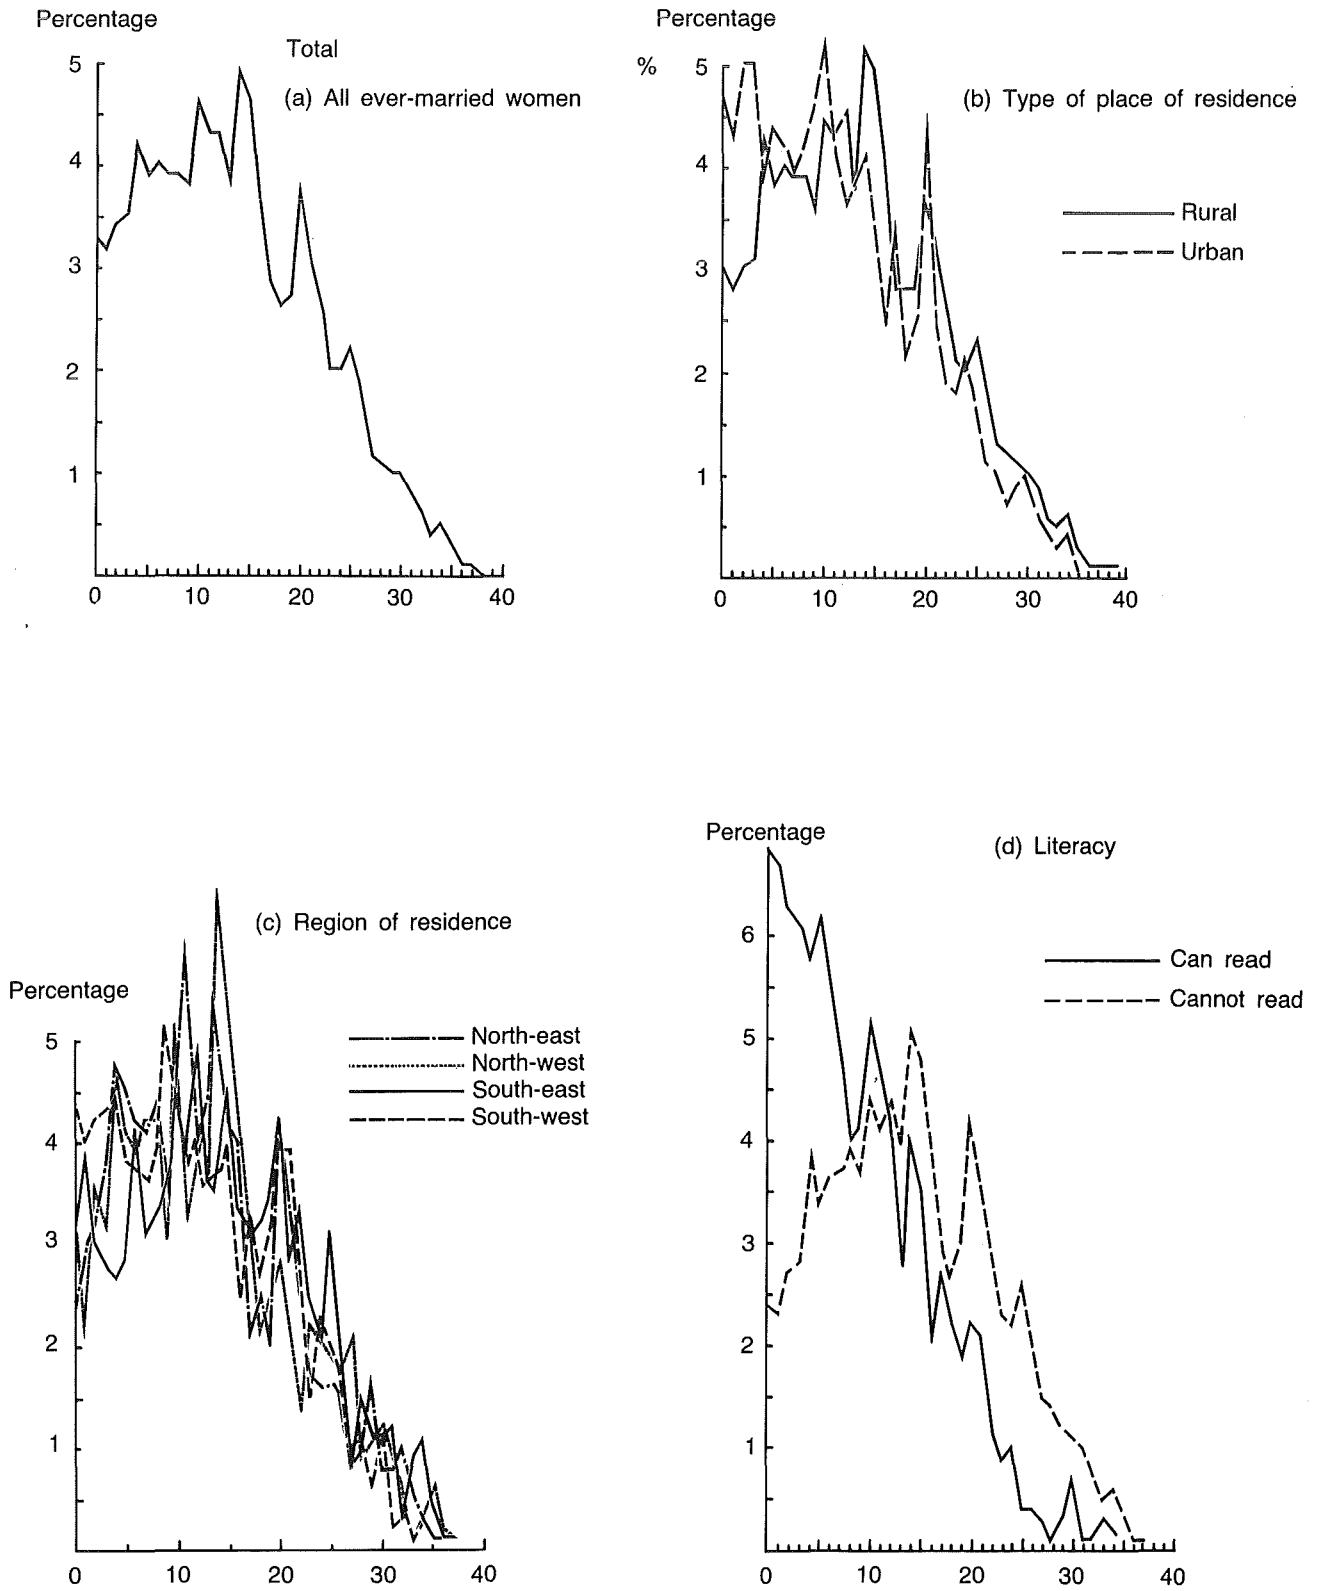 Percentage
Total
(a) All ever-married women
5
4
3
2
1
0 10 20 30 40
Percentage
%
(b) Type of place of residence
5
4
3
2
1
Rural
Urban
0 10 20 30 40
(c) Region of residence
Percentage
5
4
3
2
1
North-east
North-west
South-east
South-west
0 10 20 30 40
Percentage
(d) Literacy
6
5
4
3
2
1
Can read
Cannot read
0 10 20 30 40